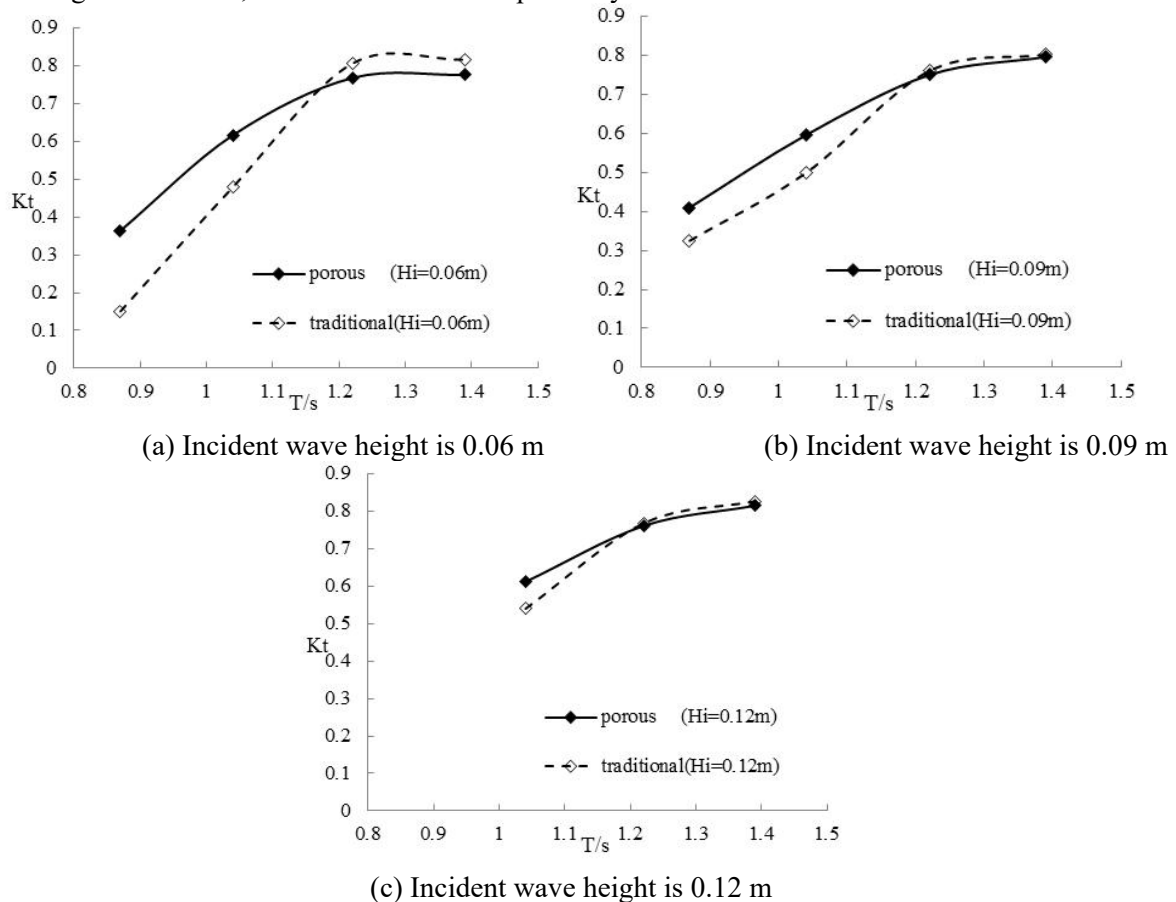 0.9
0.8
0.7
0.6
0.5
Kt
0.4
0.3
0.2
0.1
0
porous (Hi=0.06m)
traditional(Hi=0.06m)
0.8 0.9 1 1.1 1.2 1.3 1.4 1.5
T/s
(a) Incident wave height is 0.06 m
0.9
0.8
0.7
0.6
0.5
Kt
0.4
0.3
0.2
0.1
0
porous (Hi=0.09m)
traditional(Hi=0.09m)
0.8 0.9 1 1.1 1.2 1.3 1.4 1.5
T/s
(b) Incident wave height is 0.09 m
0.9
0.8
0.7
0.6
0.5
Kt
0.4
0.3
0.2
0.1
0
porous (Hi=0.12m)
traditional(Hi=0.12m)
0.8 0.9 1 1.1 1.2 1.3 1.4 1.5
T/s
(c) Incident wave height is 0.12 m